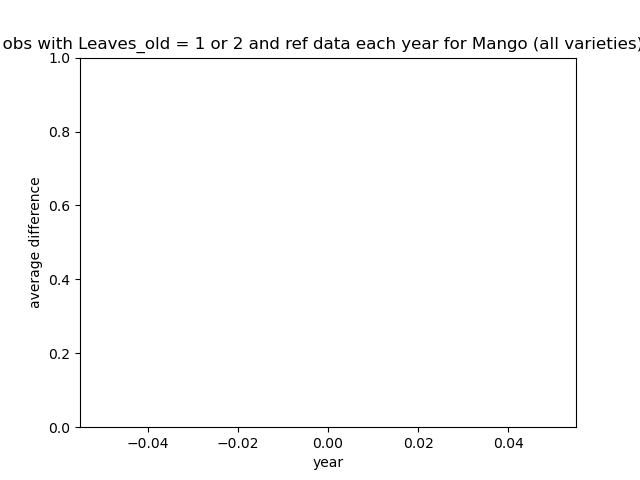 obs with Leaves_old = 1 or 2 and ref data each year for Mango (all varieties)
1.0
0.8
0.6
0.4
0.2
0.0
average difference
−0.04 −0.02 0.00 0.02 0.04
year